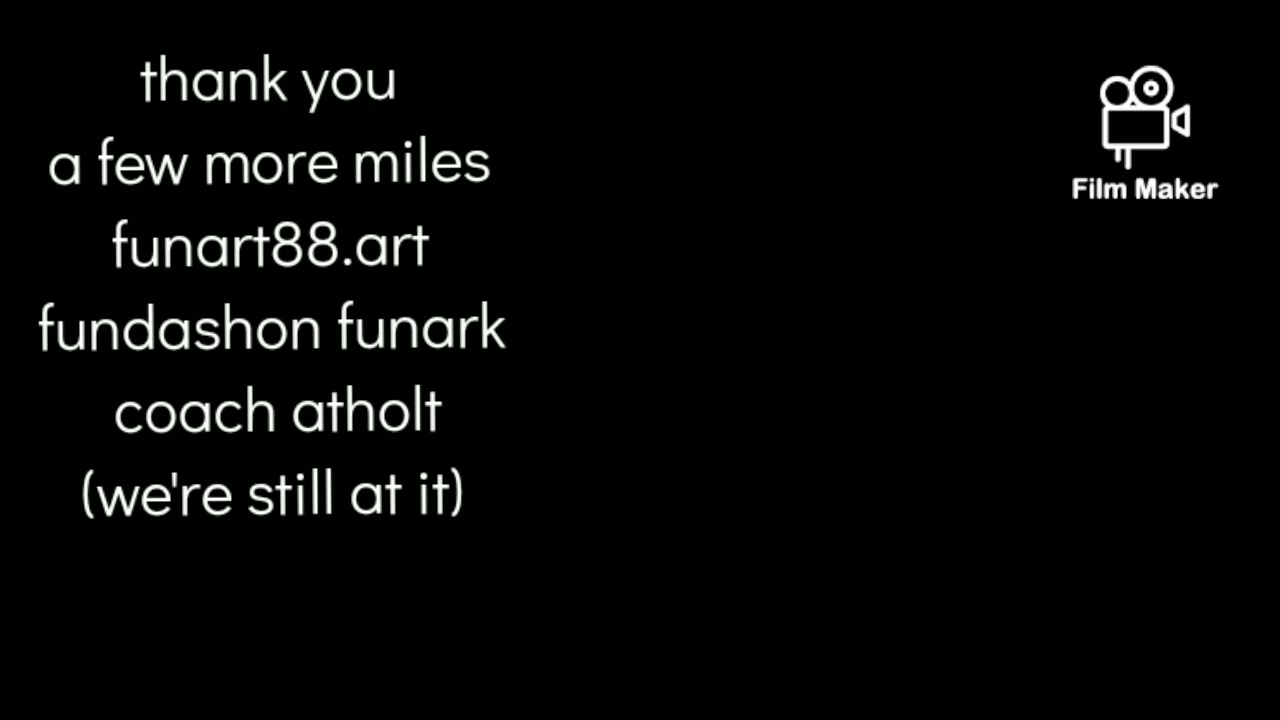 thank you
a few more miles
funart88.art
fundashon funark
coach atholt
(we're still at it)
Film Maker